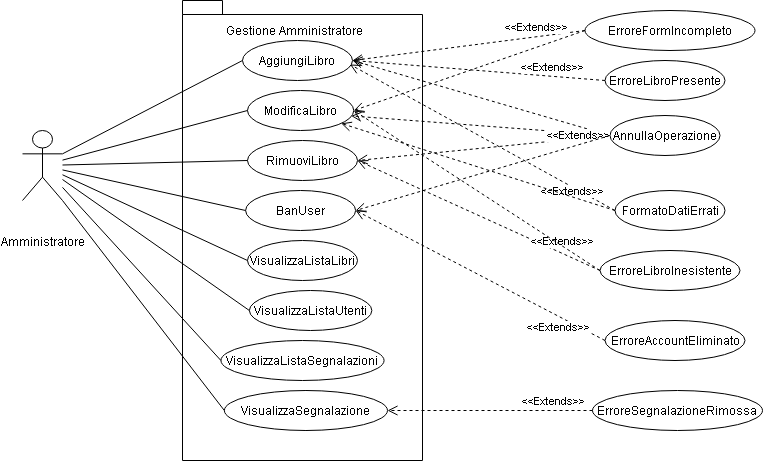 Gestione Amministratore
<<Extends>>
ErroreFormIncompleto
AggiungiLibro
<<Extends>>
ErroreLibroPresente
ModificaLibro
<<Extends>>
AnnullaOperazione
RimuoviLibro
<<Extends>>
BanUser
FormatoDatiErrati
Amministratore
<<Extends>>
VisualizzaListaLibri
ErroreLibroInesistente
VisualizzaListaUtenti
<<Extends>>
ErroreAccountEliminato
VisualizzaListaSegnalazioni
<<Extends>>
VisualizzaSegnalazione
ErroreSegnalazioneRimossa